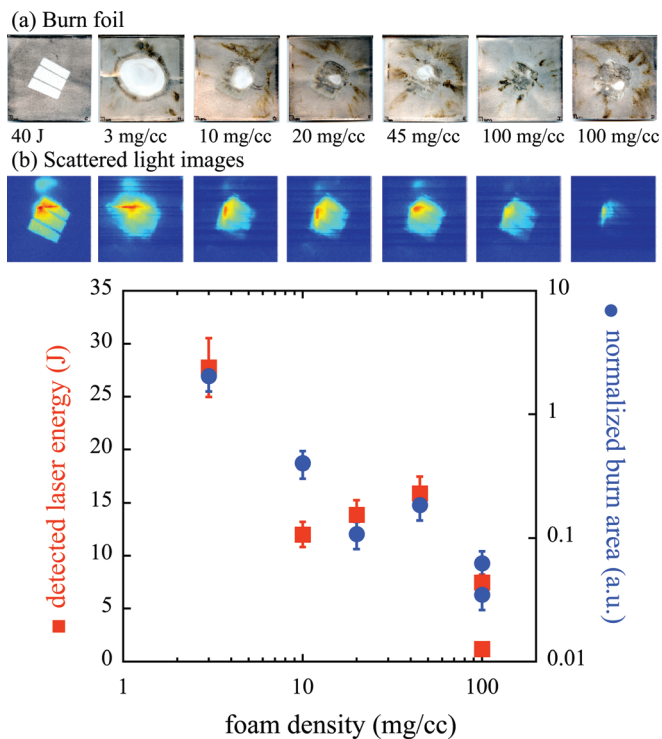 (a) Burn foil
40 J 3 mg/cc 10 mg/cc 20 mg/cc 45 mg/cc 100 mg/cc 100 mg/cc
(b) Scattered light images
35 10
30
25 1
20
15 0.1
10
5
0 0.01
1 10 100
foam density (mg/cc)
detected laser energy (J)
normalized burn area (a.u.)